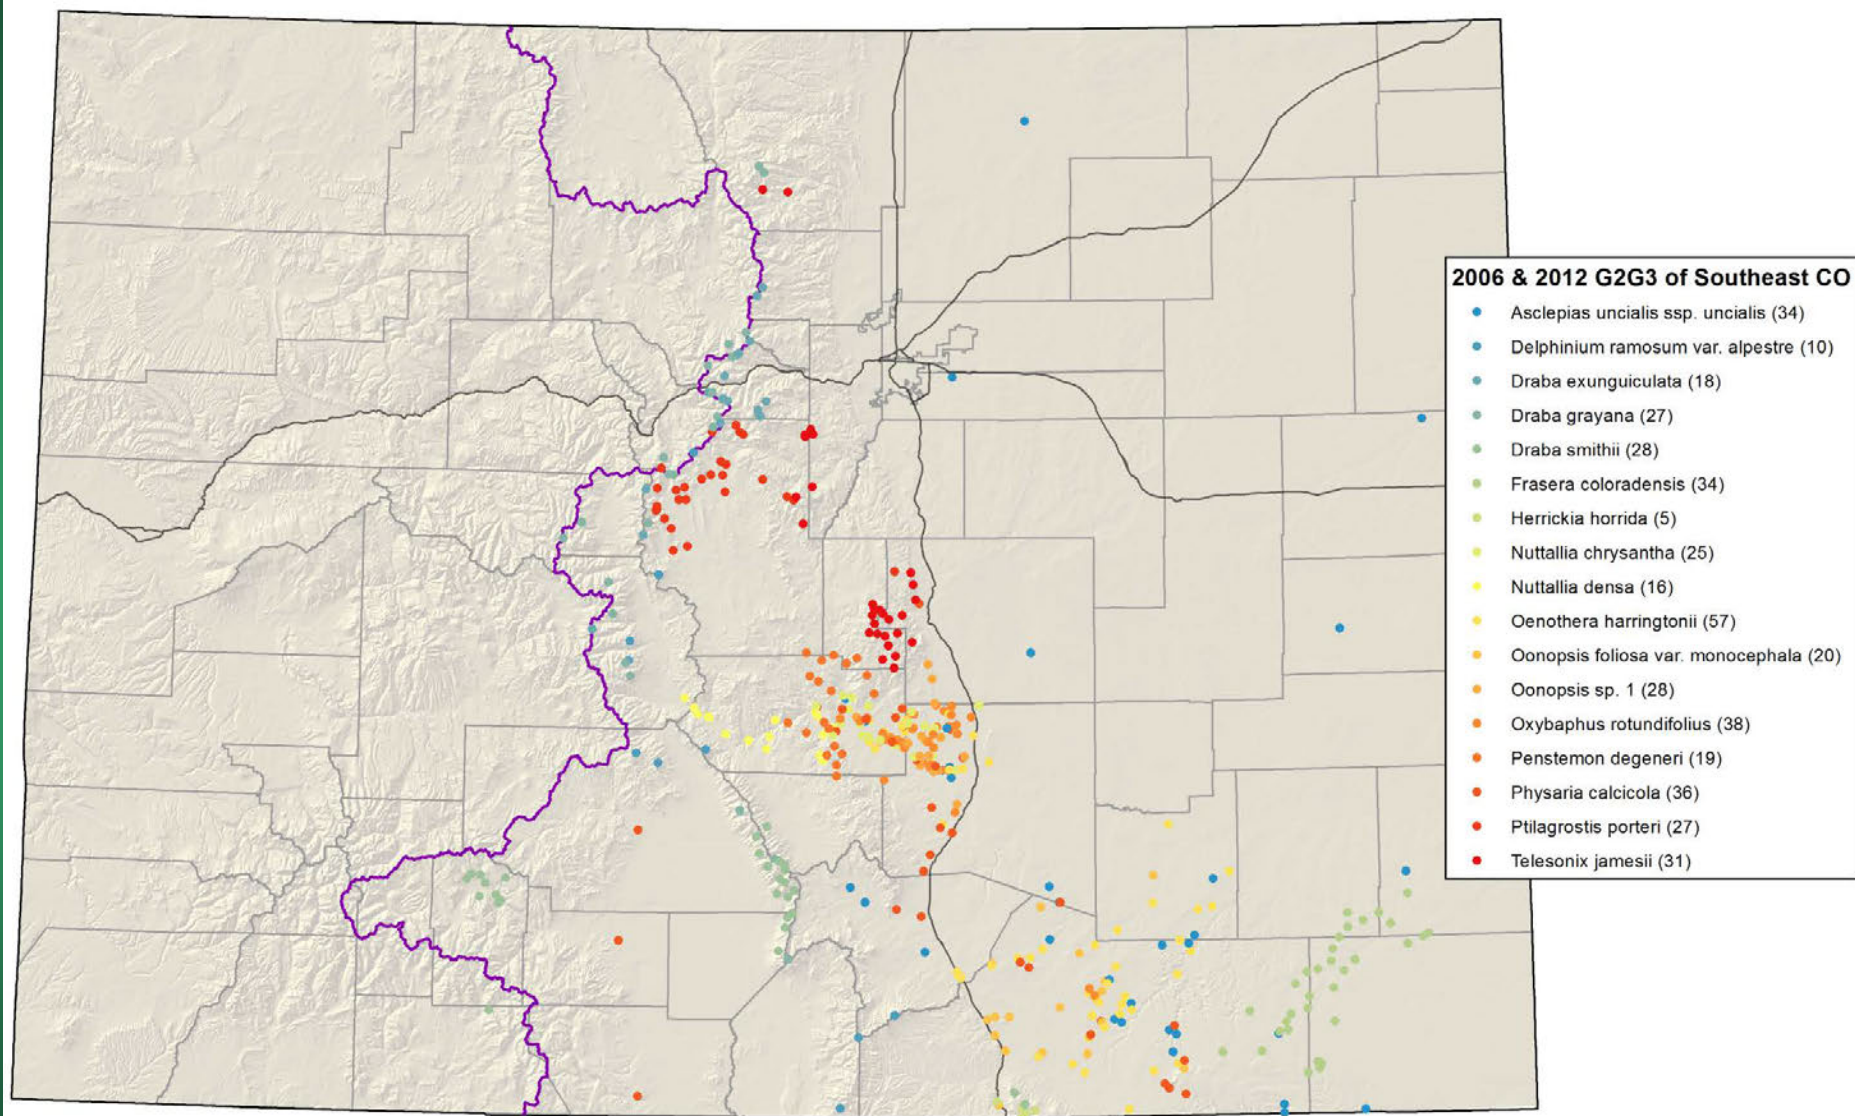 2006 & 2012 G2G3 of Southeast CO
Asclepias uncialis ssp. uncialis (34)
Delphinium ramosum var. alpestre (10)
Draba exunguiculata (18)
Draba grayana (27)
Draba smithii (28)
Frasera coloradensis (34)
Herrickia horrida (5)
Nuttallia chrysantha (25)
Nuttallia densa (16)
Oenothera harringtonii (57)
Oonopsis foliosa var. monocephala (20)
Oonopsis sp. 1 (28)
Oxybaphus rotundifolius (38)
Penstemon degeneri (19)
Physaria calcicola (36)
Ptilagrostis porteri (27)
Telesonix jamesii (31)